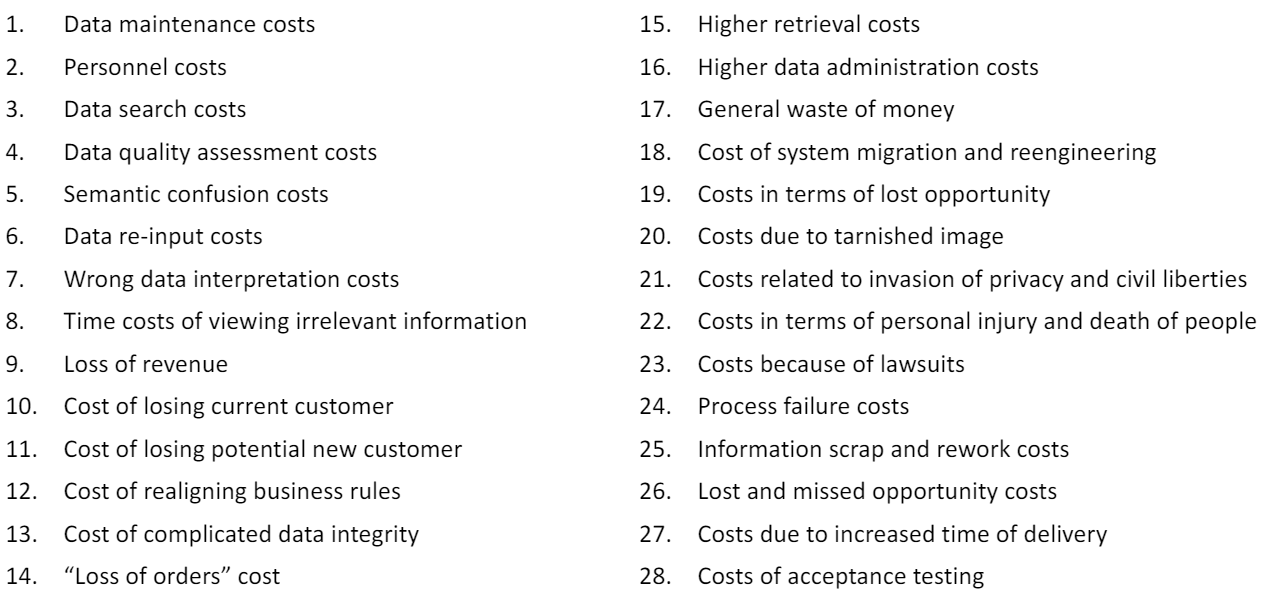 1. Data maintenance costs
2. Personnel costs
3. Data search costs
4. Data quality assessment costs
5. Semantic confusion costs
6. Data re-input costs
7. Wrong data interpretation costs
8. Time costs of viewing irrelevant information
9. Loss of revenue
10. Cost of losing current customer
11. Cost of losing potential new customer
12. Cost of realigning business rules
13. Cost of complicated data integrity
14. “Loss of orders” cost
15. Higher retrieval costs
16. Higher data administration costs
17. General waste of money
18. Cost of system migration and reengineering
19. Costs in terms of lost opportunity
20. Costs due to tarnished image
21. Costs related to invasion of privacy and civil liberties
22. Costs in terms of personal injury and death of people
23. Costs because of lawsuits
24. Process failure costs
25. Information scrap and rework costs
26. Lost and missed opportunity costs
27. Costs due to increased time of delivery
28. Costs of acceptance testing